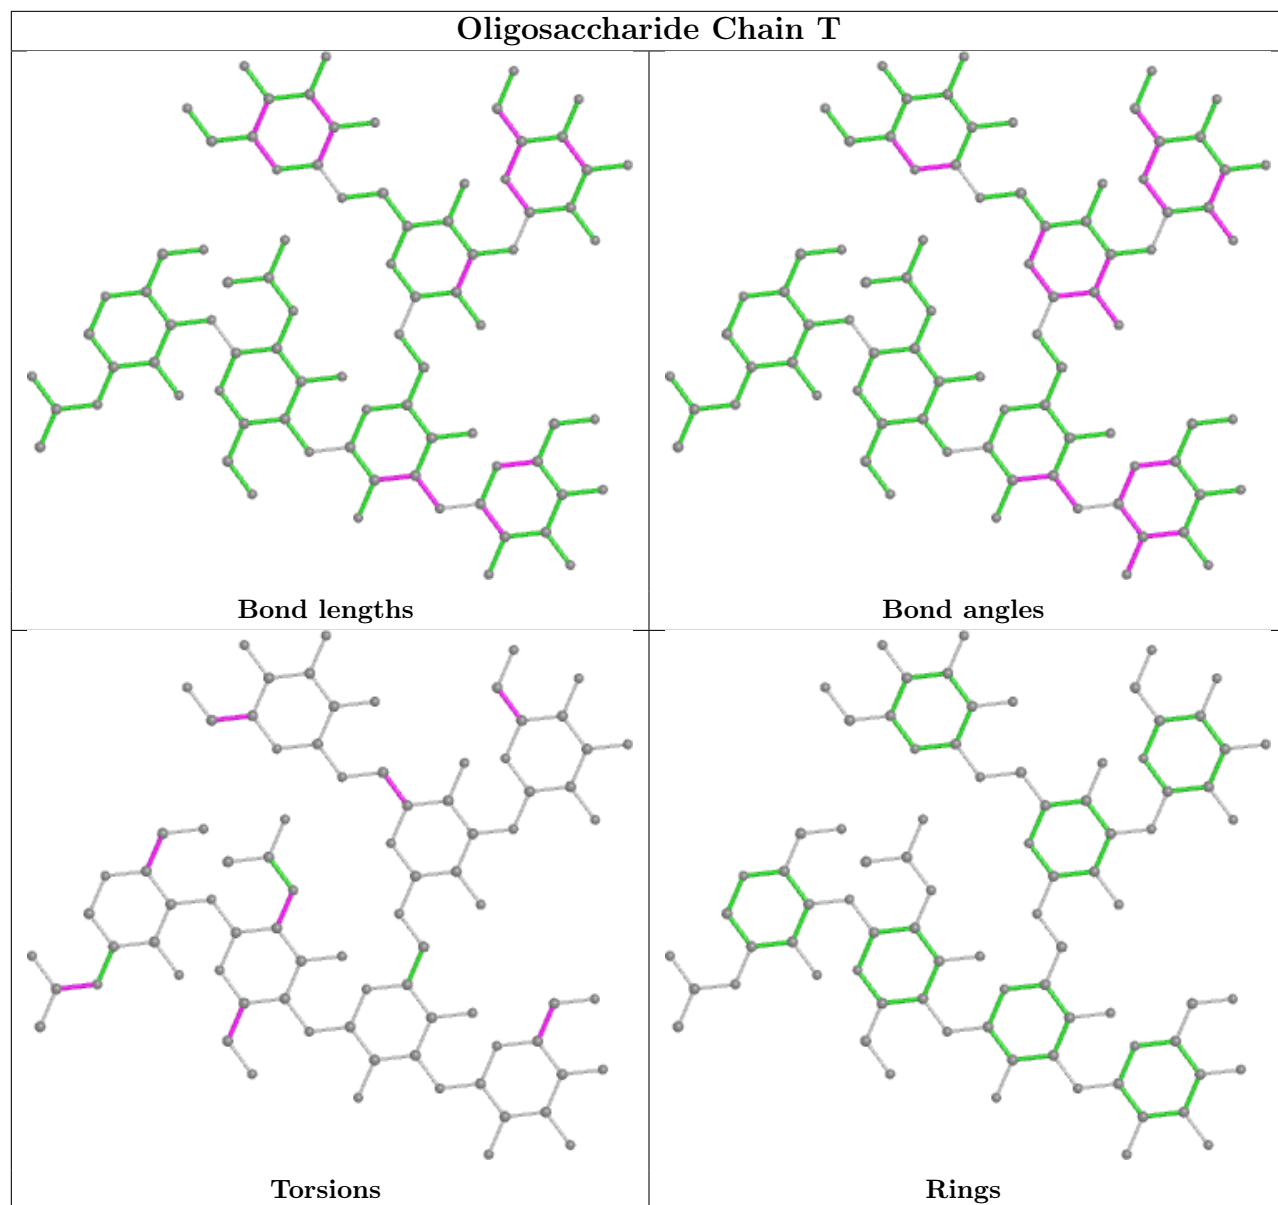 Oligosaccharide Chain T
Bond lengths
Bond angles
Torsions
Rings